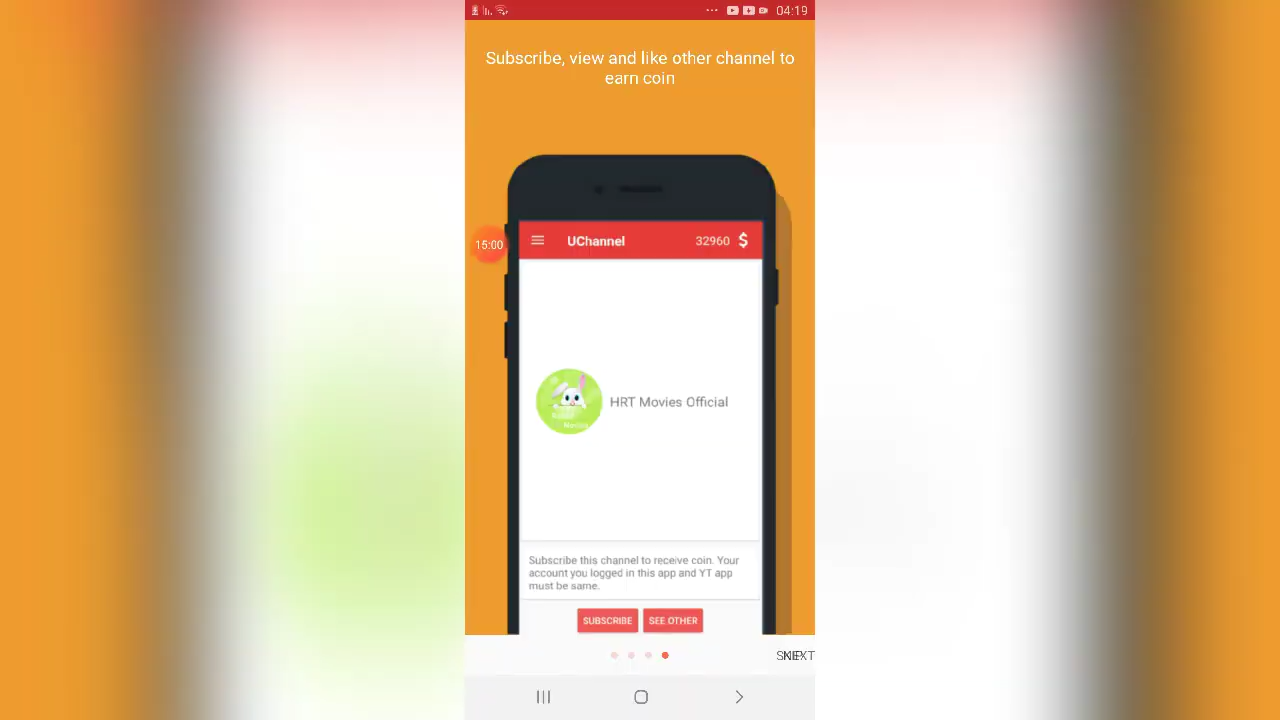 04:19
Subscribe, view and like other channel to
earn coin
15:00
UChannel 32960 $
HRT Movies Official
Subscribe this channel to receive coin. Your
account you logged in this app and YT app
must be same.
SUBSCRIBE SEE OTHER
NEXT